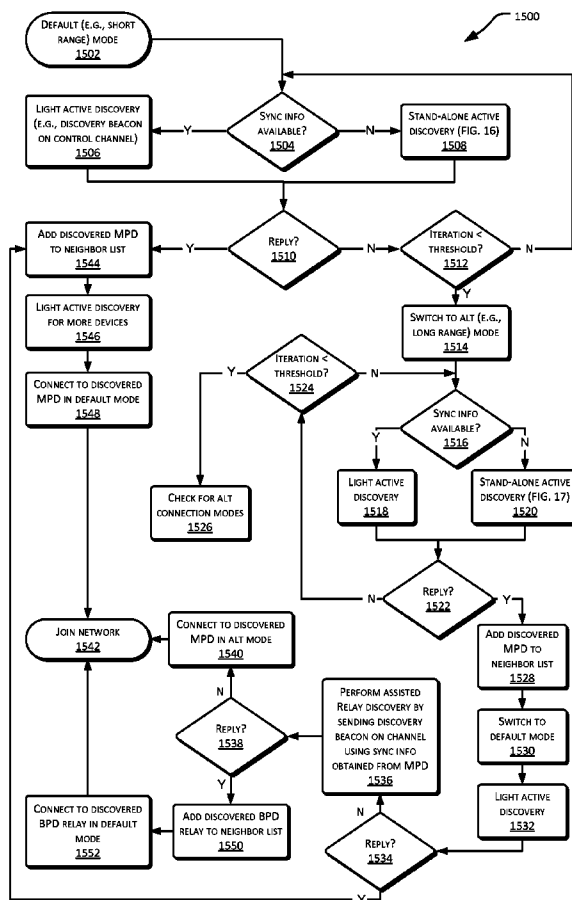 1500
DEFAULT (E.G., SHORT
RANGE) MODE
1502
SYNC INFO
AVAILABLE?
1504
Y
N
LIGHT ACTIVE DISCOVERY
(E.G., DISCOVERY BEACON
ON CONTROL CHANNEL)
1506
STAND-ALONE ACTIVE
DISCOVERY (FIG. 16)
1508
REPLY?
1510
Y
N
ITERATION <
THRESHOLD?
1512
N
Y
ADD DISCOVERED MPD
TO NEIGHBOR LIST
1544
LIGHT ACTIVE DISCOVERY
FOR MORE DEVICES
1546
CONNECT TO DISCOVERED
MPD IN DEFAULT MODE
1548
SWITCH TO ALT (E.G.,
LONG RANGE) MODE
1514
ITERATION <
THRESHOLD?
1524
Y
N
SYNC INFO
AVAILABLE?
1516
Y
N
CHECK FOR ALT
CONNECTION MODES
1526
LIGHT ACTIVE
DISCOVERY
1518
STAND-ALONE ACTIVE
DISCOVERY (FIG. 17)
1520
REPLY?
1522
N
Y
JOIN NETWORK
1542
CONNECT TO DISCOVERED
MPD IN ALT MODE
1540
ADD DISCOVERED
MPD TO
NEIGHBOR LIST
1528
N
REPLY?
1538
Y
PERFORM ASSISTED
RELAY DISCOVERY BY
SENDING DISCOVERY
BEACON ON CHANNEL
USING SYNC INFO
OBTAINED FROM MPD
1536
SWITCH TO
DEFAULT MODE
1530
LIGHT ACTIVE
DISCOVERY
1532
CONNECT TO DISCOVERED
BPD RELAY IN DEFAULT
MODE
1552
ADD DISCOVERED BPD
RELAY TO NEIGHBOR LIST
1550
N
REPLY?
1534
Y